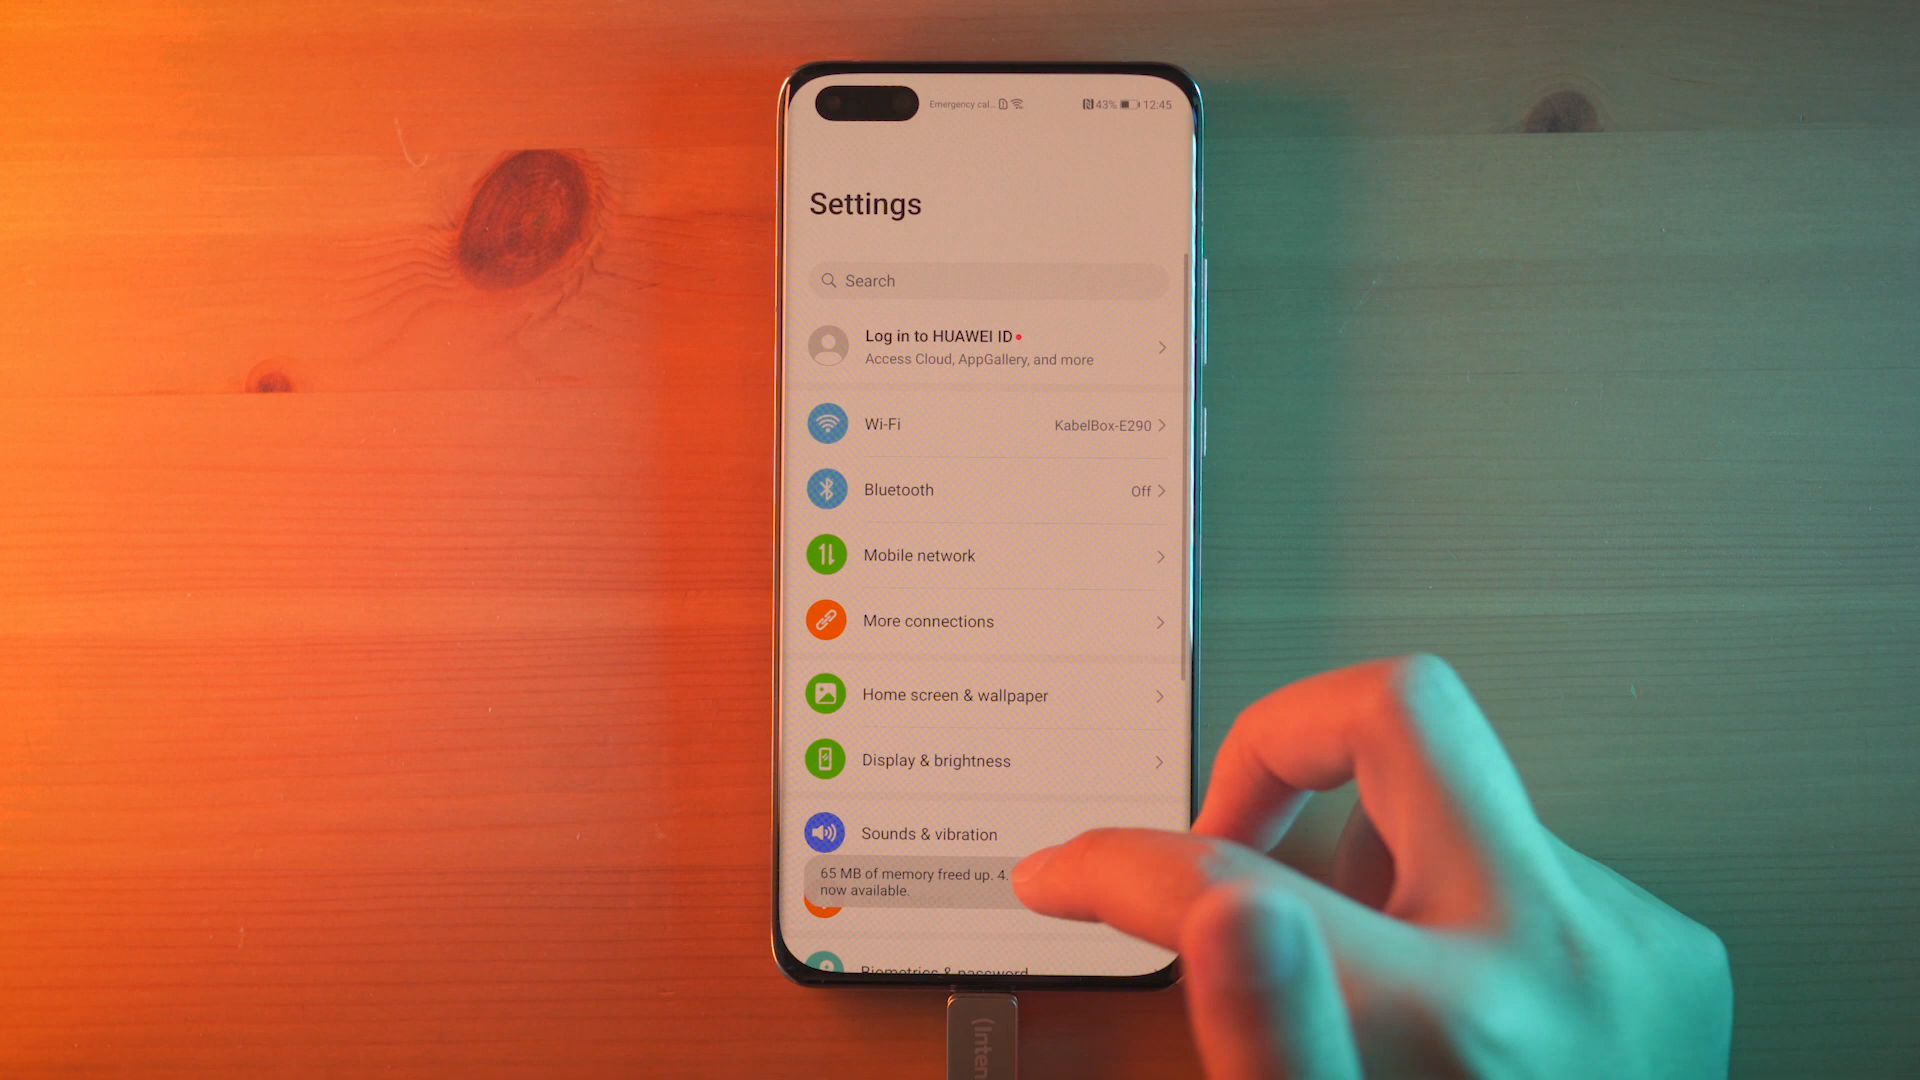 Emergency cal... 43% 12:45
Settings
Search
Log in to HUAWEI ID
Access Cloud, AppGallery, and more
Wi-Fi KabelBox-E290
Bluetooth Off
Mobile network
More connections
Home screen & wallpaper
Display & brightness
Sounds & vibration
65 MB of memory freed up. 4.
now available.
Biometrics & password
(Inten